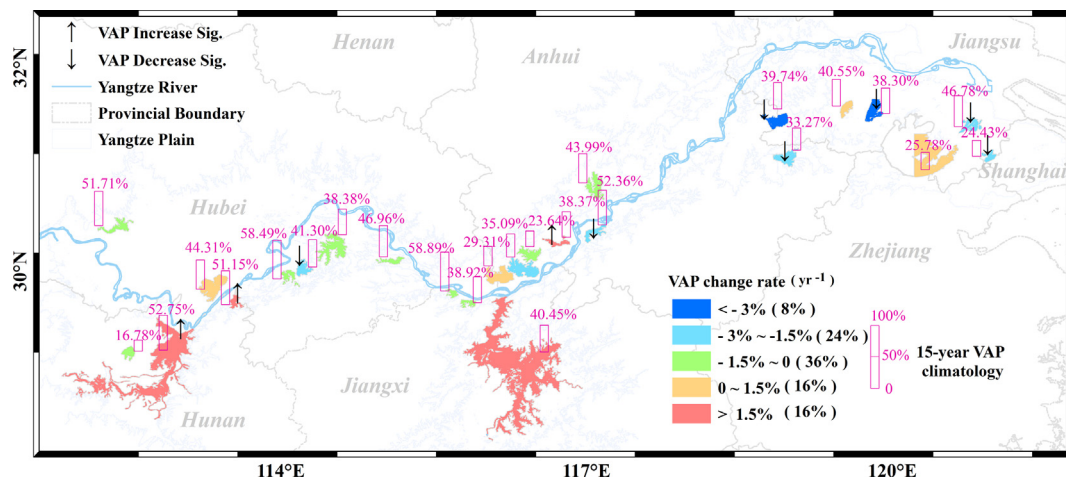 VAP Increase Sig.
VAP Decrease Sig.
Yangtze River
Provincial Boundary
Yangtze Plain
Henan
Anhui
Jiangsu
Shanghai
Zhejiang
Hubei
Jiangxi
Hunan
32°N
30°N
114°E
117°E
120°E
39.74%
40.55%
38.30%
46.78%
33.27%
25.78%
24.43%
43.99%
52.36%
38.37%
23.64%
35.09%
29.31%
58.89%
38.92%
46.96%
38.38%
41.30%
58.49%
51.71%
44.31%
51.15%
52.75%
16.78%
40.45%
VAP change rate (yr -1)
< - 3% ( 8%)
- 3% ~ -1.5% ( 24%)
- 1.5% ~ 0 ( 36%)
0 ~ 1.5% ( 16%)
> 1.5% ( 16%)
100%
50%
0
15-year VAP
climatology